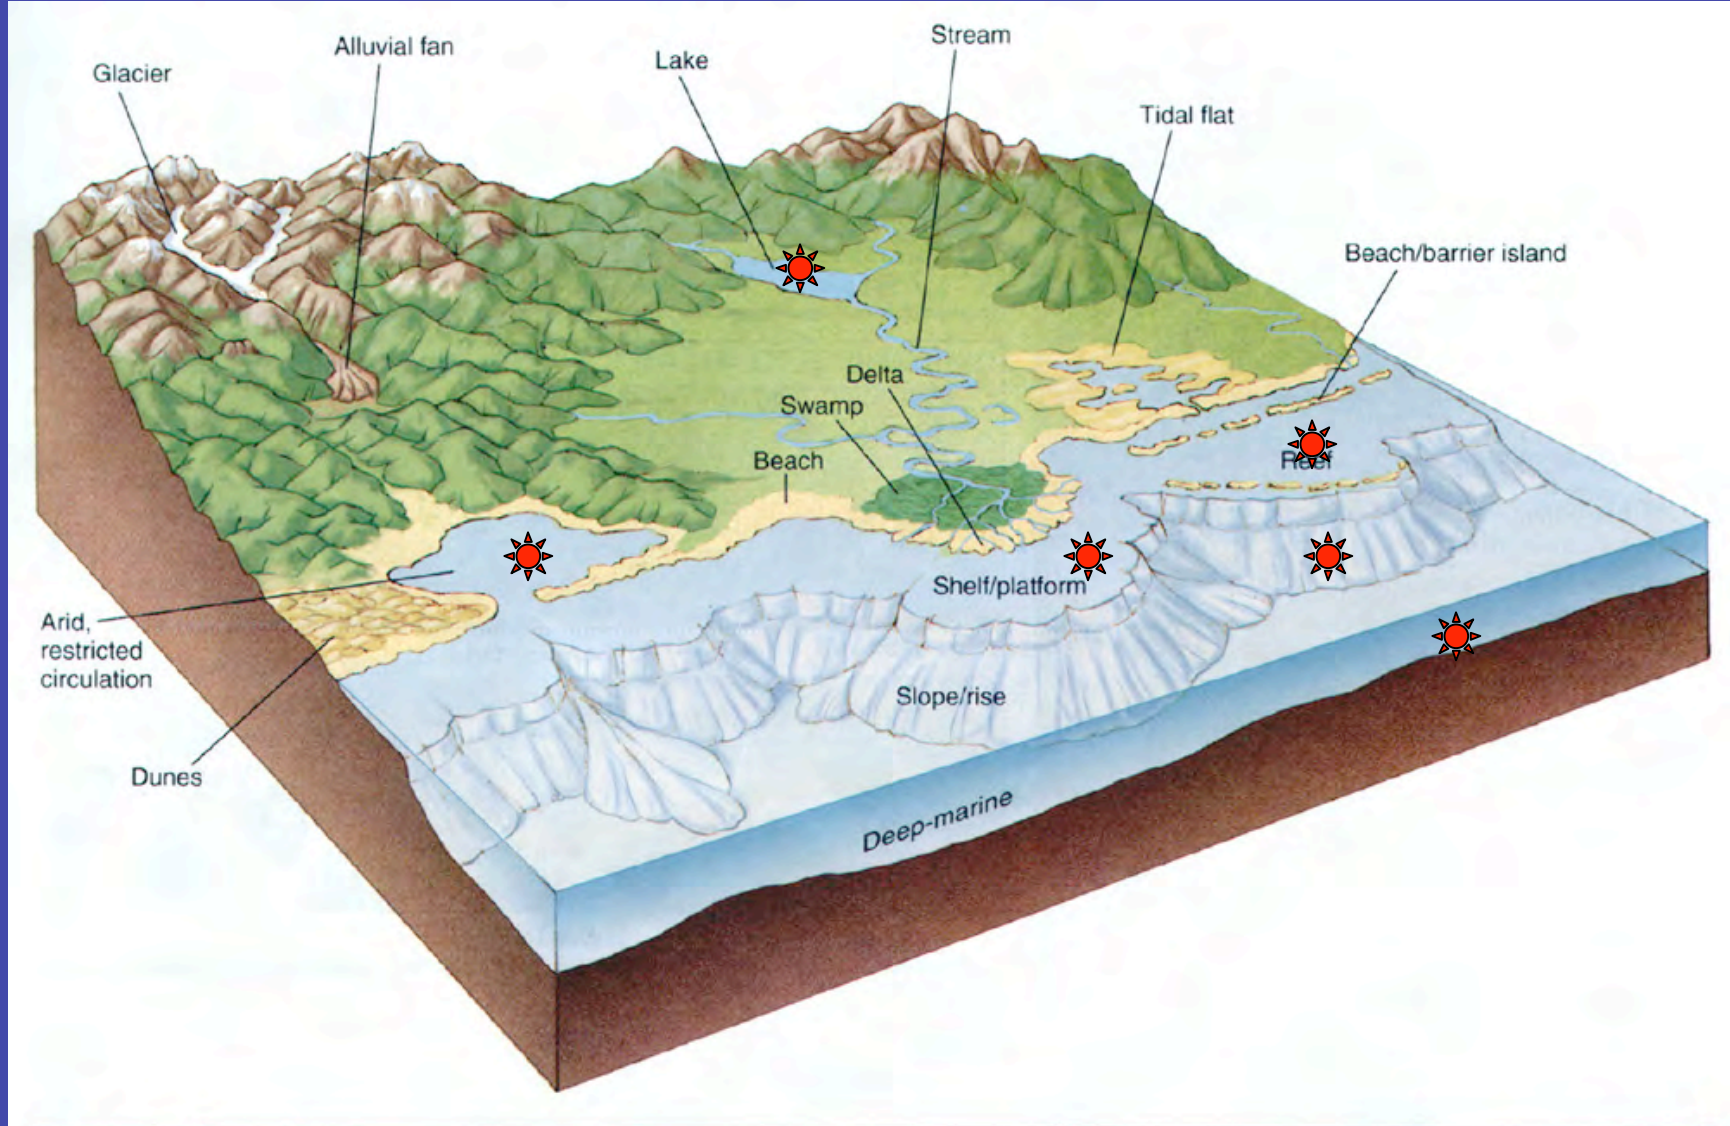 Stream
Alluvial fan
Lake
Glacier
Tidal flat
Beach/barrier island
Delta
Swamp
Beach
Reef
Shelf/platform
Arid,
restricted
circulation
Slope/rise
Dunes
Deep-marine